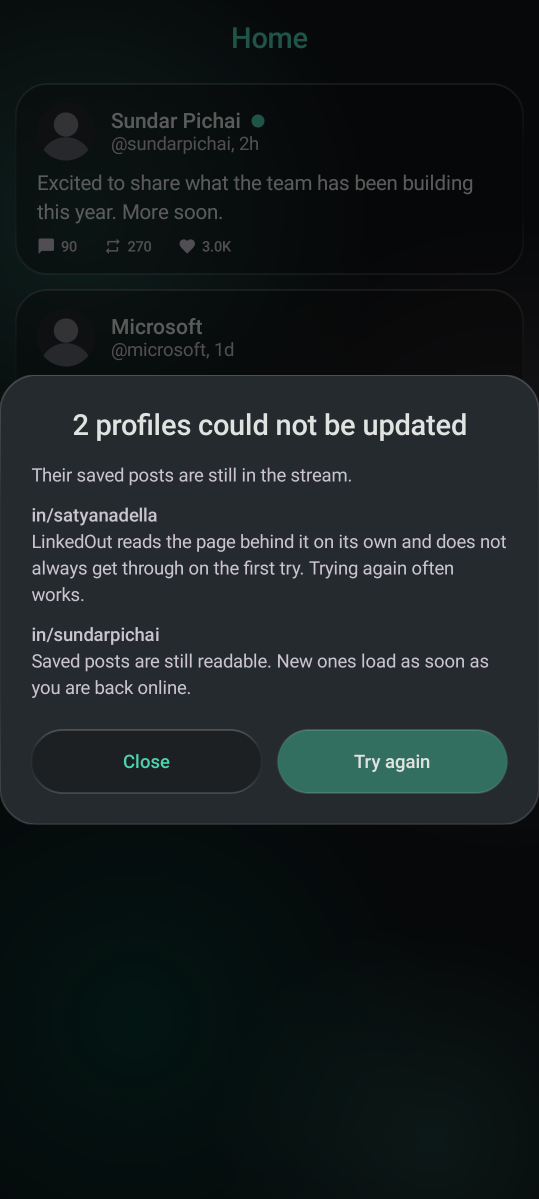 Home
Sundar Pichai
@sundarpichai, 2h
Excited to share what the team has been building
this year. More soon.
90 270 3.0K
Microsoft
@microsoft, 1d
2 profiles could not be updated
Their saved posts are still in the stream.
in/satyanadella
LinkedOut reads the page behind it on its own and does not
always get through on the first try. Trying again often
works.
in/sundarpichai
Saved posts are still readable. New ones load as soon as
you are back online.
Close Try again